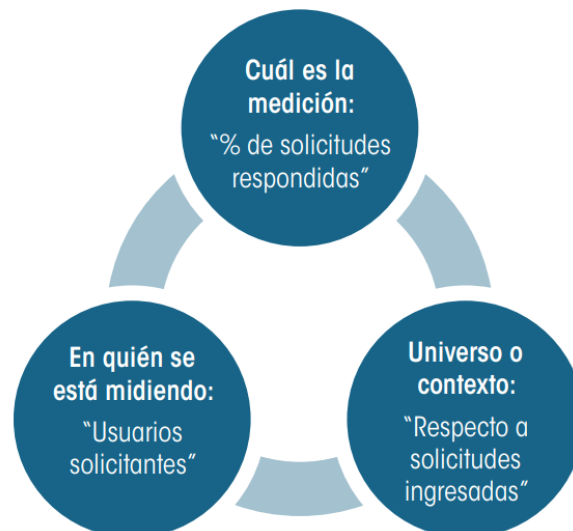 Cuál es la
medición:
“% de solicitudes
respondidas”
En quién se
está midiendo:
“Usuarios
solicitantes”
Universo o
contexto:
“Respecto a
solicitudes
ingresadas”